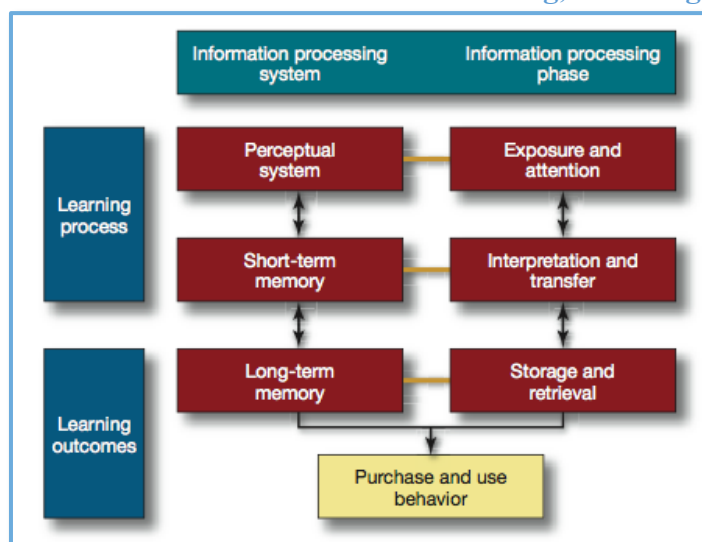 Information processing
system
Information processing
phase
Perceptual
system
Exposure and
attention
Learning
process
Short-term
memory
Interpretation and
transfer
Long-term
memory
Storage and
retrieval
Learning
outcomes
Purchase and use
behavior